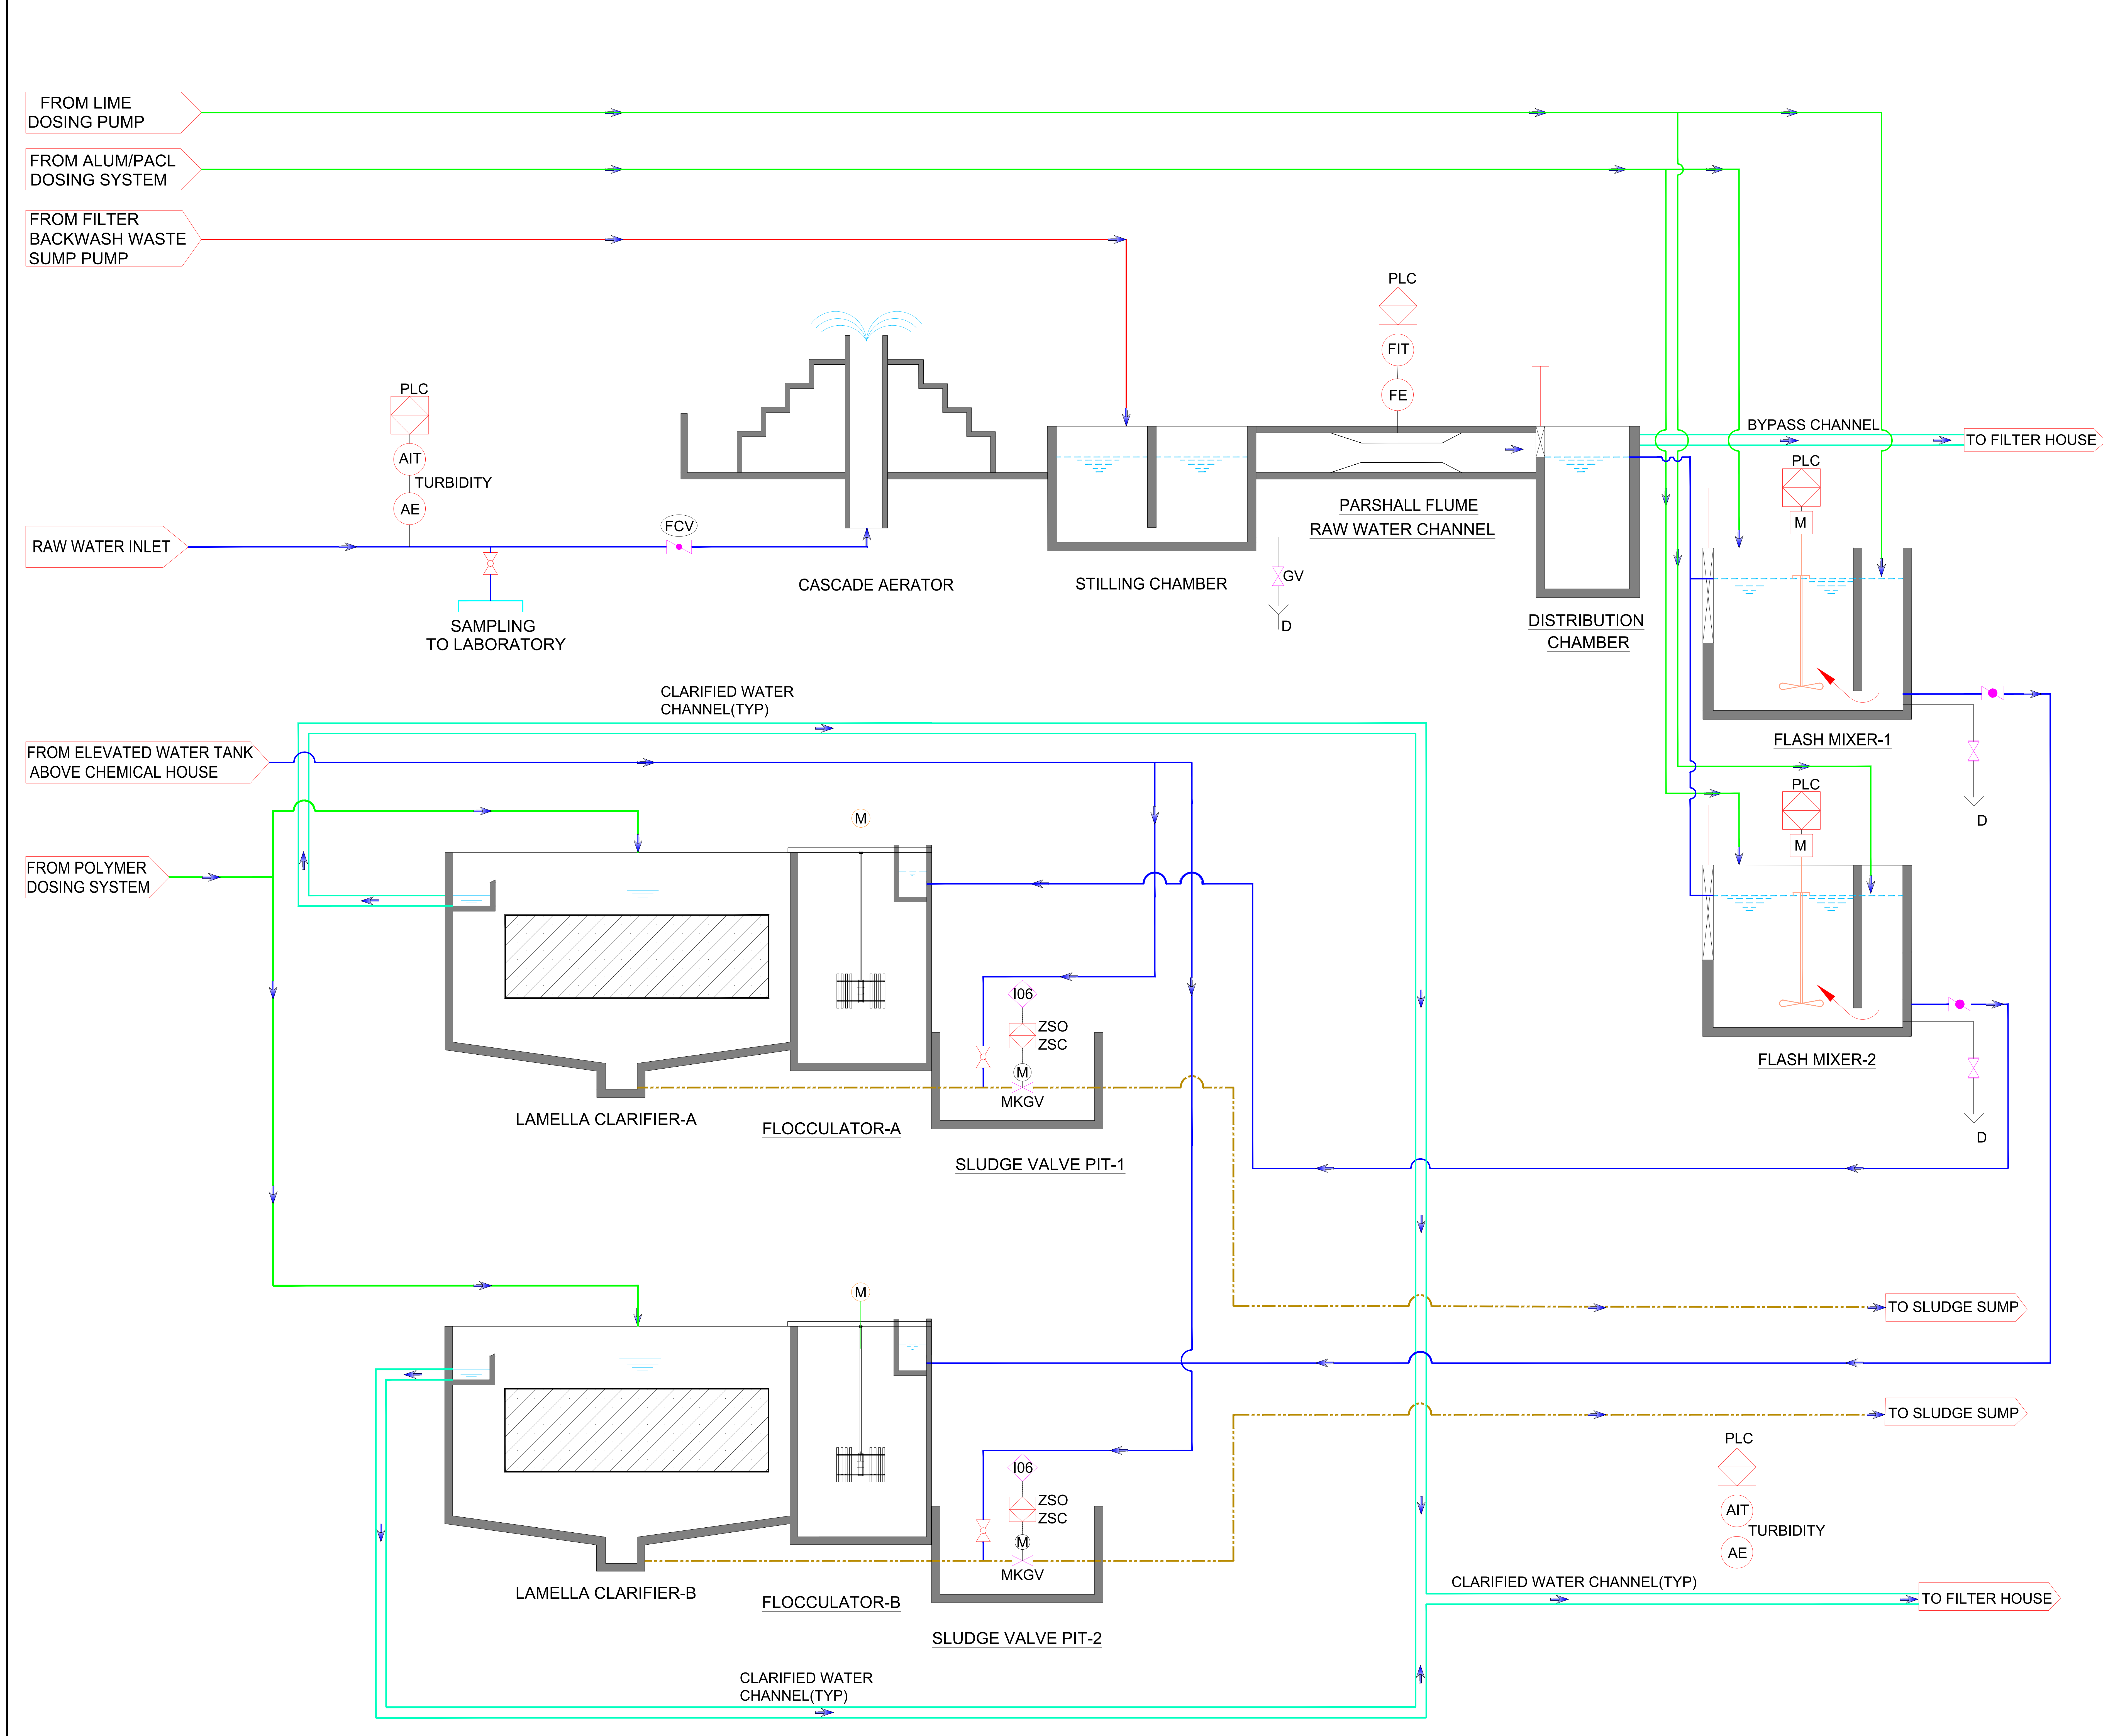 FROM LIME
DOSING PUMP
FROM ALUM/PACL
DOSING SYSTEM
FROM FILTER
BACKWASH WASTE
SUMP PUMP
PLC
FIT
FE
PLC
AIT
TURBIDITY
AE
FCV
RAW WATER INLET
SAMPLING
TO LABORATORY
CASCADE AERATOR
STILLING CHAMBER
GV
D
PARSHALL FLUME
RAW WATER CHANNEL
DISTRIBUTION
CHAMBER
BYPASS CHANNEL
TO FILTER HOUSE
PLC
M
FLASH MIXER-1
D
PLC
M
FLASH MIXER-2
D
CLARIFIED WATER
CHANNEL(TYP)
FROM ELEVATED WATER TANK
ABOVE CHEMICAL HOUSE
FROM POLYMER
DOSING SYSTEM
M
I06
ZSO
ZSC
M
MKGV
LAMELLA CLARIFIER-A
FLOCCULATOR-A
SLUDGE VALVE PIT-1
TO SLUDGE SUMP
M
TO SLUDGE SUMP
I06
ZSO
ZSC
M
MKGV
LAMELLA CLARIFIER-B
FLOCCULATOR-B
SLUDGE VALVE PIT-2
PLC
AIT
TURBIDITY
AE
CLARIFIED WATER CHANNEL(TYP)
TO FILTER HOUSE
CLARIFIED WATER
CHANNEL(TYP)